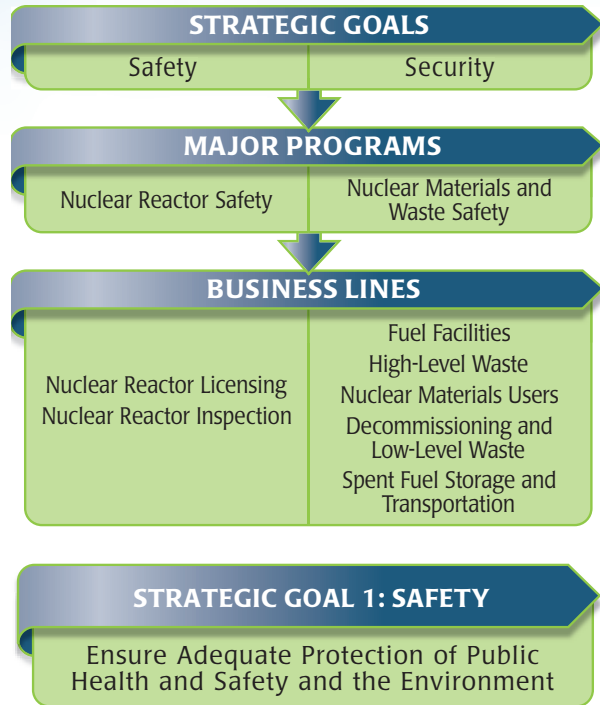 STRATEGIC GOALS
Safety
Security
MAJOR PROGRAMS
Nuclear Reactor Safety
Nuclear Materials and
Waste Safety
BUSINESS LINES
Nuclear Reactor Licensing
Nuclear Reactor Inspection
Fuel Facilities
High-Level Waste
Nuclear Materials Users
Decommissioning and
Low-Level Waste
Spent Fuel Storage and
Transportation
STRATEGIC GOAL 1: SAFETY
Ensure Adequate Protection of Public
Health and Safety and the Environment